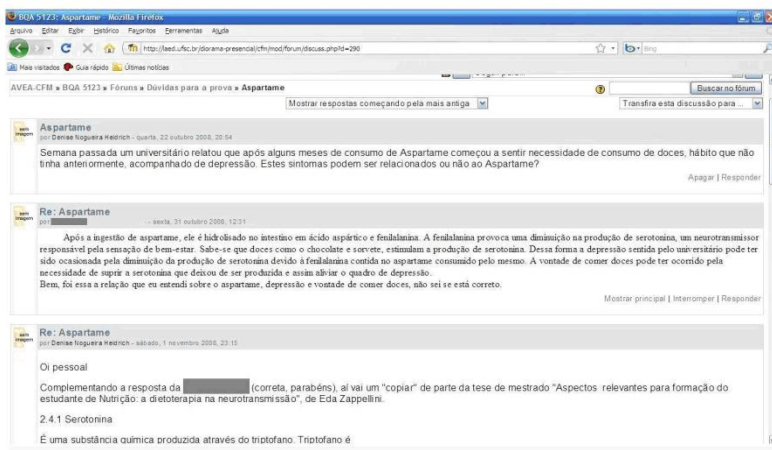 BQA 5123: Aspartame - Mozilla Firefox
Arquivo Editar Exibir Histórico Favoritos Ferramentas Ajuda
http://laed.ufsc.br/diorama-presencial/cfm/mod/forum/discuss.php?d=290
Bing
Mais visitados Guia rápido Últimas notícias
AVEA-CFM » BQA 5123 » Fóruns » Dúvidas para a prova » Aspartame
Buscar no fórum
Mostrar respostas começando pela mais antiga
Transfira esta discussão para ...
sem imagem
Aspartame
por Denise Nogueira Heidrich - quarta, 22 outubro 2008, 20:54
Semana passada um universitário relatou que após alguns meses de consumo de Aspartame começou a sentir necessidade de consumo de doces, hábito que não
tinha anteriormente, acompanhado de depressão. Estes sintomas podem ser relacionados ou não ao Aspartame?
Apagar | Responder
sem imagem
Re: Aspartame
por - sexta, 31 outubro 2008, 12:31
Após a ingestão de aspartame, ele é hidrolisado no intestino em ácido aspártico e fenilalanina. A fenilalanina provoca uma diminuição na produção de serotonina, um neurotransmissor
responsável pela sensação de bem-estar. Sabe-se que doces como o chocolate e sorvete, estimulam a produção de serotonina. Dessa forma a depressão sentida pelo universitário pode ter
sido ocasionada pela diminuição da produção de serotonina devido à fenilalanina contida no aspartame consumido pelo mesmo. A vontade de comer doces pode ter ocorrido pela
necessidade de suprir a serotonina que deixou de ser produzida e assim aliviar o quadro de depressão.
Bem, foi essa a relação que eu entendi sobre o aspartame, depressão e vontade de comer doces, não sei se está correto.
Mostrar principal | Interromper | Responder
sem imagem
Re: Aspartame
por Denise Nogueira Heidrich - sábado, 1 novembro 2008, 23:15
Oi pessoal
Complementando a resposta da (correta, parabéns), aí vai um "copiar" de parte da tese de mestrado "Aspectos relevantes para formação do
estudante de Nutrição: a dietoterapia na neurotransmissão", de Eda Zappellini.
2.4.1 Serotonina
É uma substância química produzida através do triptofano. Triptofano é